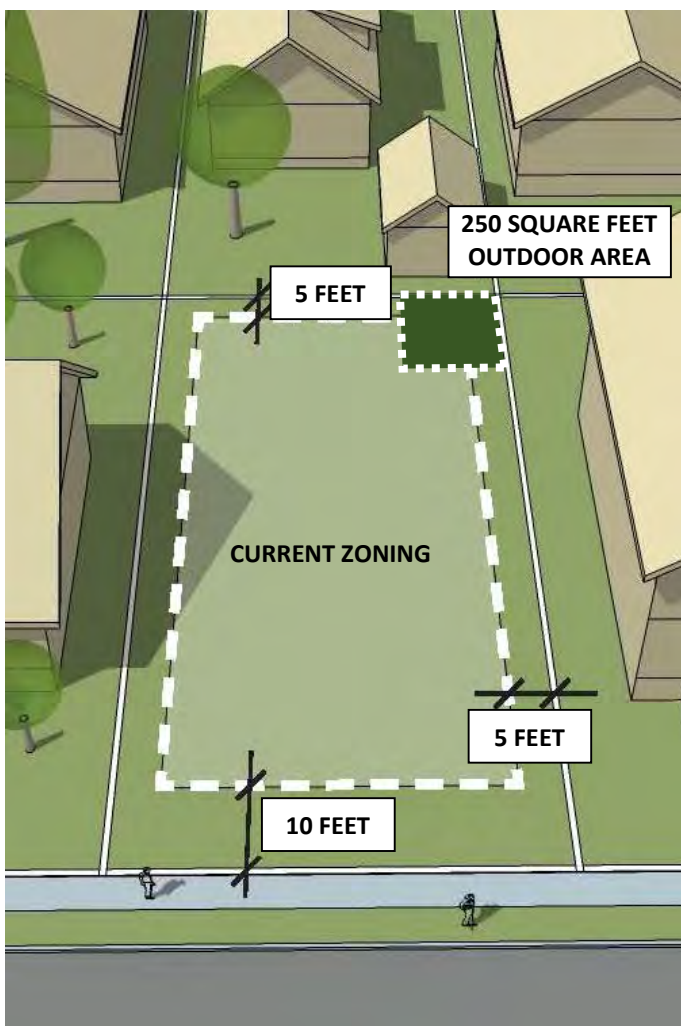 250 SQUARE FEET
OUTDOOR AREA
5 FEET
CURRENT ZONING
5 FEET
10 FEET